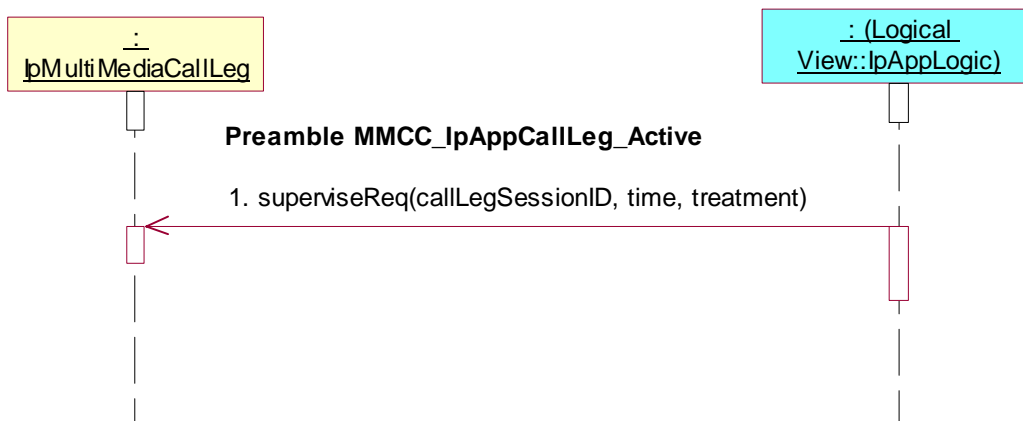 :
IpMultiMediaCallLeg
: (Logical
View::IpAppLogic)
Preamble MMCC_IpAppCallLeg_Active
1. superviseReq(callLegSessionID, time, treatment)